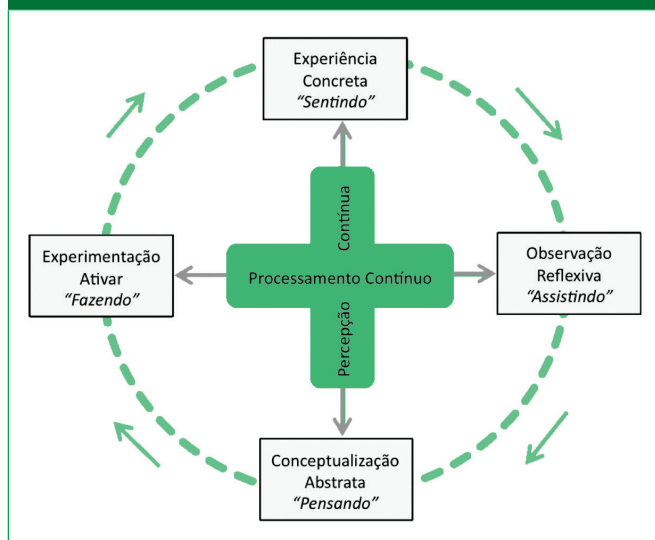 Experiência
Concreta
“Sentindo”
Experimentação
Ativar
“Fazendo”
Percepção Contínua
Processamento Contínuo
Observação
Reflexiva
“Assistindo”
Conceptualização
Abstrata
“Pensando”